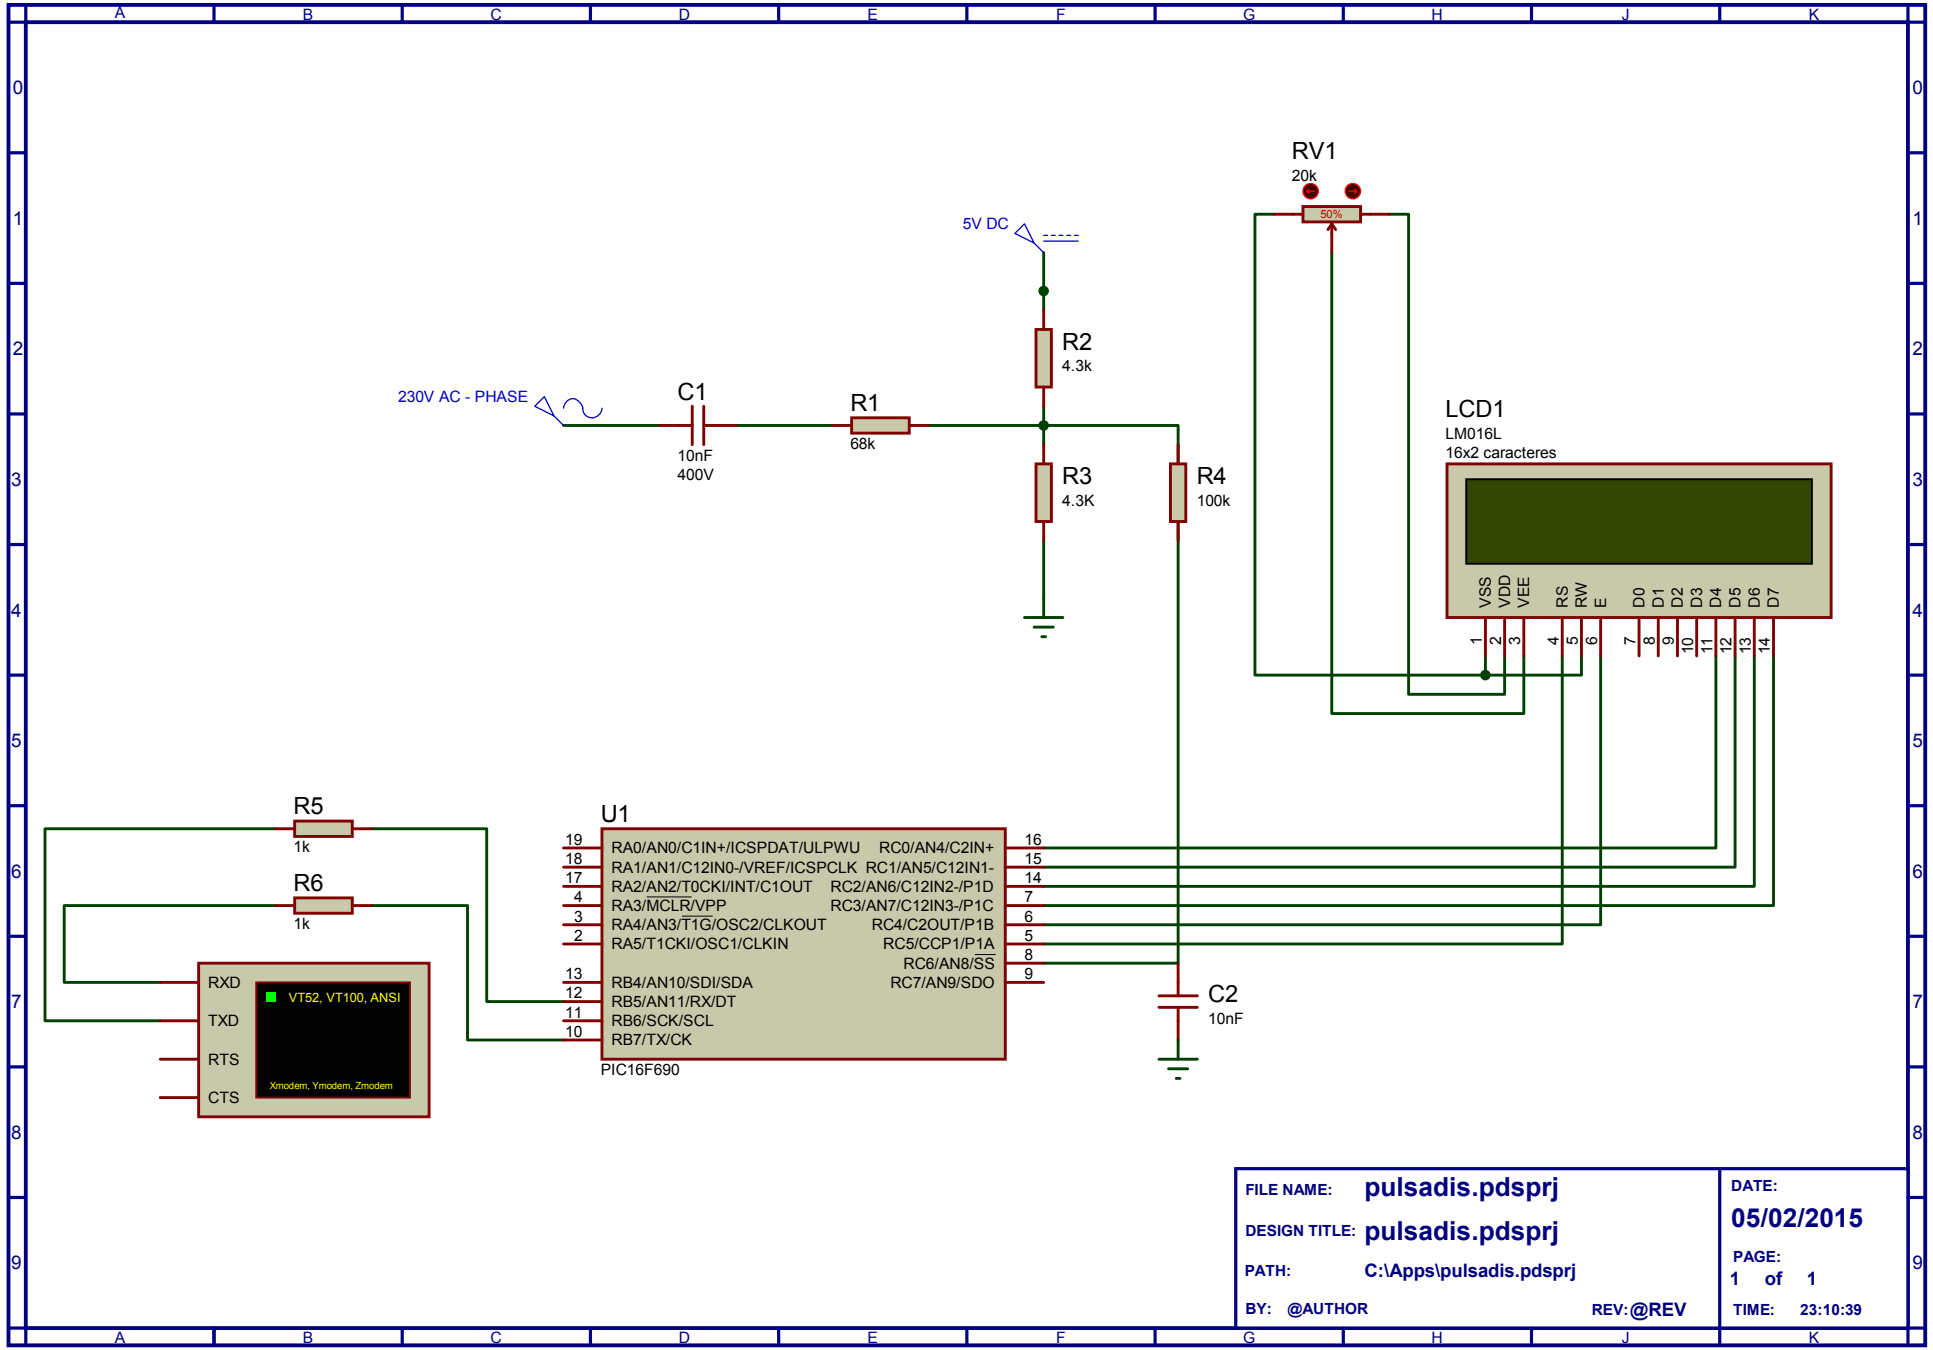 A B C D E F G H J K
0 0
1 1
2 2
3 3
4 4
5 5
6 6
7 7
8 8
9 9
RV1
20k
50%
5V DC
R2
4.3k
230V AC - PHASE
C1
10nF
400V
R1
68k
R3
4.3K
R4
100k
LCD1
LM016L
16x2 caracteres
VSS VDD VEE RS RW E D0 D1 D2 D3 D4 D5 D6 D7
1 2 3 4 5 6 7 8 9 10 11 12 13 14
R5
1k
R6
1k
RXD
TXD
RTS
CTS
VT52, VT100, ANSI
Xmodem, Ymodem, Zmodem
U1
19 RA0/AN0/C1IN+/ICSPDAT/ULPWU RC0/AN4/C2IN+ 16
18 RA1/AN1/C12IN0-/VREF/ICSPCLK RC1/AN5/C12IN1- 15
17 RA2/AN2/T0CKI/INT/C1OUT RC2/AN6/C12IN2-/P1D 14
4 RA3/MCLR/VPP RC3/AN7/C12IN3-/P1C 7
3 RA4/AN3/T1G/OSC2/CLKOUT RC4/C2OUT/P1B 6
2 RA5/T1CKI/OSC1/CLKIN RC5/CCP1/P1A 5
RC6/AN8/SS 8
13 RB4/AN10/SDI/SDA RC7/AN9/SDO 9
12 RB5/AN11/RX/DT
11 RB6/SCK/SCL
10 RB7/TX/CK
PIC16F690
C2
10nF
FILE NAME: pulsadis.pdsprj
DESIGN TITLE: pulsadis.pdsprj
PATH: C:\Apps\pulsadis.pdsprj
BY: @AUTHOR REV:@REV
DATE:
05/02/2015
PAGE:
1 of 1
TIME: 23:10:39
A B C D E F G H J K